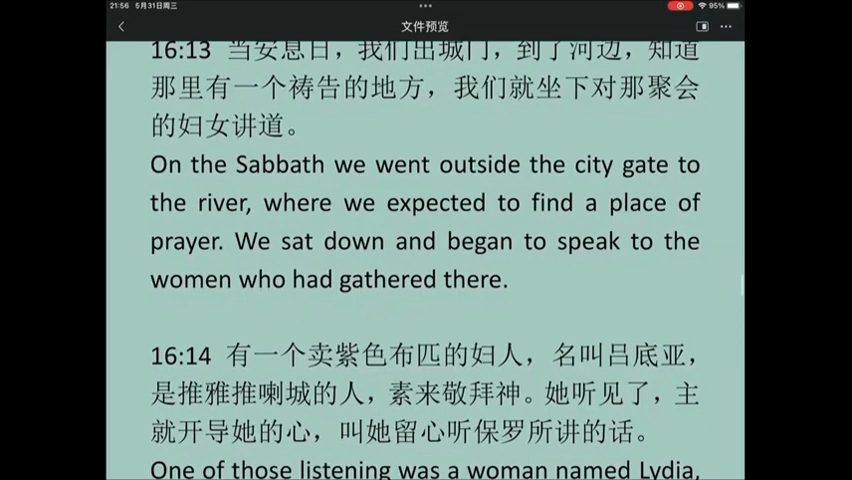 21:56 5月31日周三
95%
文件预览
16:13 当安息日，我们出城门，到了河边，知道
那里有一个祷告的地方，我们就坐下对那聚会
的妇女讲道。
On the Sabbath we went outside the city gate to
the river, where we expected to find a place of
prayer. We sat down and began to speak to the
women who had gathered there.
16:14 有一个卖紫色布匹的妇人，名叫吕底亚，
是推雅推喇城的人，素来敬拜神。她听见了，主
就开导她的心，叫她留心听保罗所讲的话。
One of those listening was a woman named Lydia,